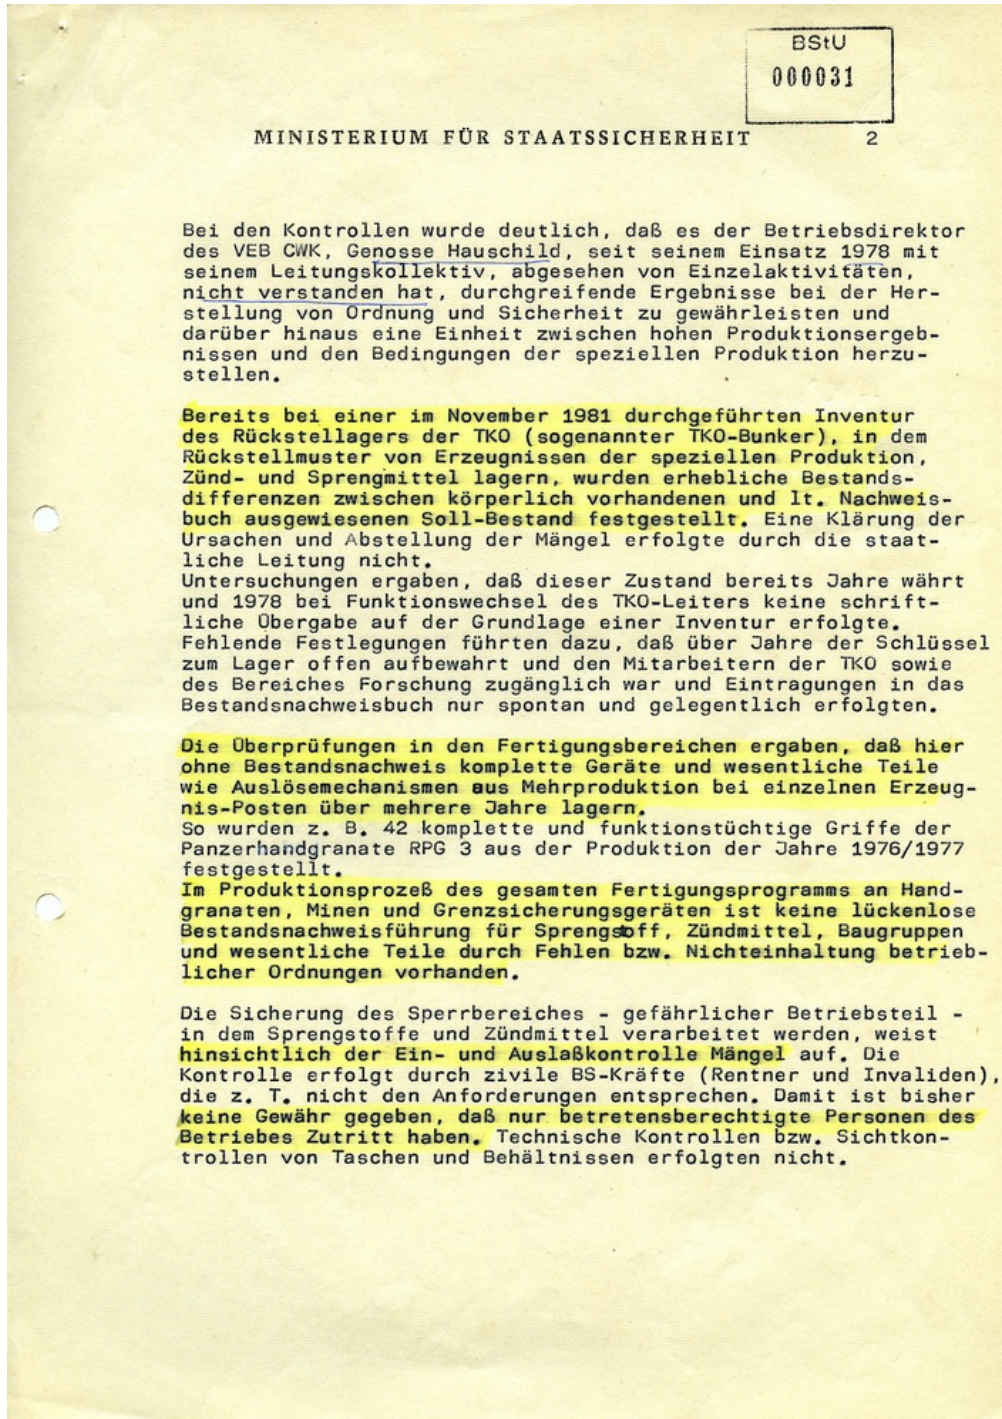 BStU
000031
MINISTERIUM FÜR STAATSSICHERHEIT 2
Bei den Kontrollen wurde deutlich, daß es der Betriebsdirektor
des VEB CWK, Genosse Hauschild, seit seinem Einsatz 1978 mit
seinem Leitungskollektiv, abgesehen von Einzelaktivitäten,
nicht verstanden hat, durchgreifende Ergebnisse bei der Her-
stellung von Ordnung und Sicherheit zu gewährleisten und
darüber hinaus eine Einheit zwischen hohen Produktionsergeb-
nissen und den Bedingungen der speziellen Produktion herzu-
stellen.
Bereits bei einer im November 1981 durchgeführten Inventur
des Rückstellagers der TKO (sogenannter TKO-Bunker), in dem
Rückstellmuster von Erzeugnissen der speziellen Produktion,
Zünd- und Sprengmittel lagern, wurden erhebliche Bestands-
differenzen zwischen körperlich vorhandenen und lt. Nachweis-
buch ausgewiesenen Soll-Bestand festgestellt. Eine Klärung der
Ursachen und Abstellung der Mängel erfolgte durch die staat-
liche Leitung nicht.
Untersuchungen ergaben, daß dieser Zustand bereits Jahre währt
und 1978 bei Funktionswechsel des TKO-Leiters keine schrift-
liche Übergabe auf der Grundlage einer Inventur erfolgte.
Fehlende Festlegungen führten dazu, daß über Jahre der Schlüssel
zum Lager offen aufbewahrt und den Mitarbeitern der TKO sowie
des Bereiches Forschung zugänglich war und Eintragungen in das
Bestandsnachweisbuch nur spontan und gelegentlich erfolgten.
Die Überprüfungen in den Fertigungsbereichen ergaben, daß hier
ohne Bestandsnachweis komplette Geräte und wesentliche Teile
wie Auslösemechanismen aus Mehrproduktion bei einzelnen Erzeug-
nis-Posten über mehrere Jahre lagern.
So wurden z. B. 42 komplette und funktionstüchtige Griffe der
Panzerhandgranate RPG 3 aus der Produktion der Jahre 1976/1977
festgestellt.
Im Produktionsprozeß des gesamten Fertigungsprogramms an Hand-
granaten, Minen und Grenzsicherungsgeräten ist keine lückenlose
Bestandsnachweisführung für Sprengstoff, Zündmittel, Baugruppen
und wesentliche Teile durch Fehlen bzw. Nichteinhaltung betrieb-
licher Ordnungen vorhanden.
Die Sicherung des Sperrbereiches - gefährlicher Betriebsteil -
in dem Sprengstoffe und Zündmittel verarbeitet werden, weist
hinsichtlich der Ein- und Auslaßkontrolle Mängel auf. Die
Kontrolle erfolgt durch zivile BS-Kräfte (Rentner und Invaliden),
die z. T. nicht den Anforderungen entsprechen. Damit ist bisher
keine Gewähr gegeben, daß nur betretensberechtigte Personen des
Betriebes Zutritt haben. Technische Kontrollen bzw. Sichtkon-
trollen von Taschen und Behältnissen erfolgten nicht.